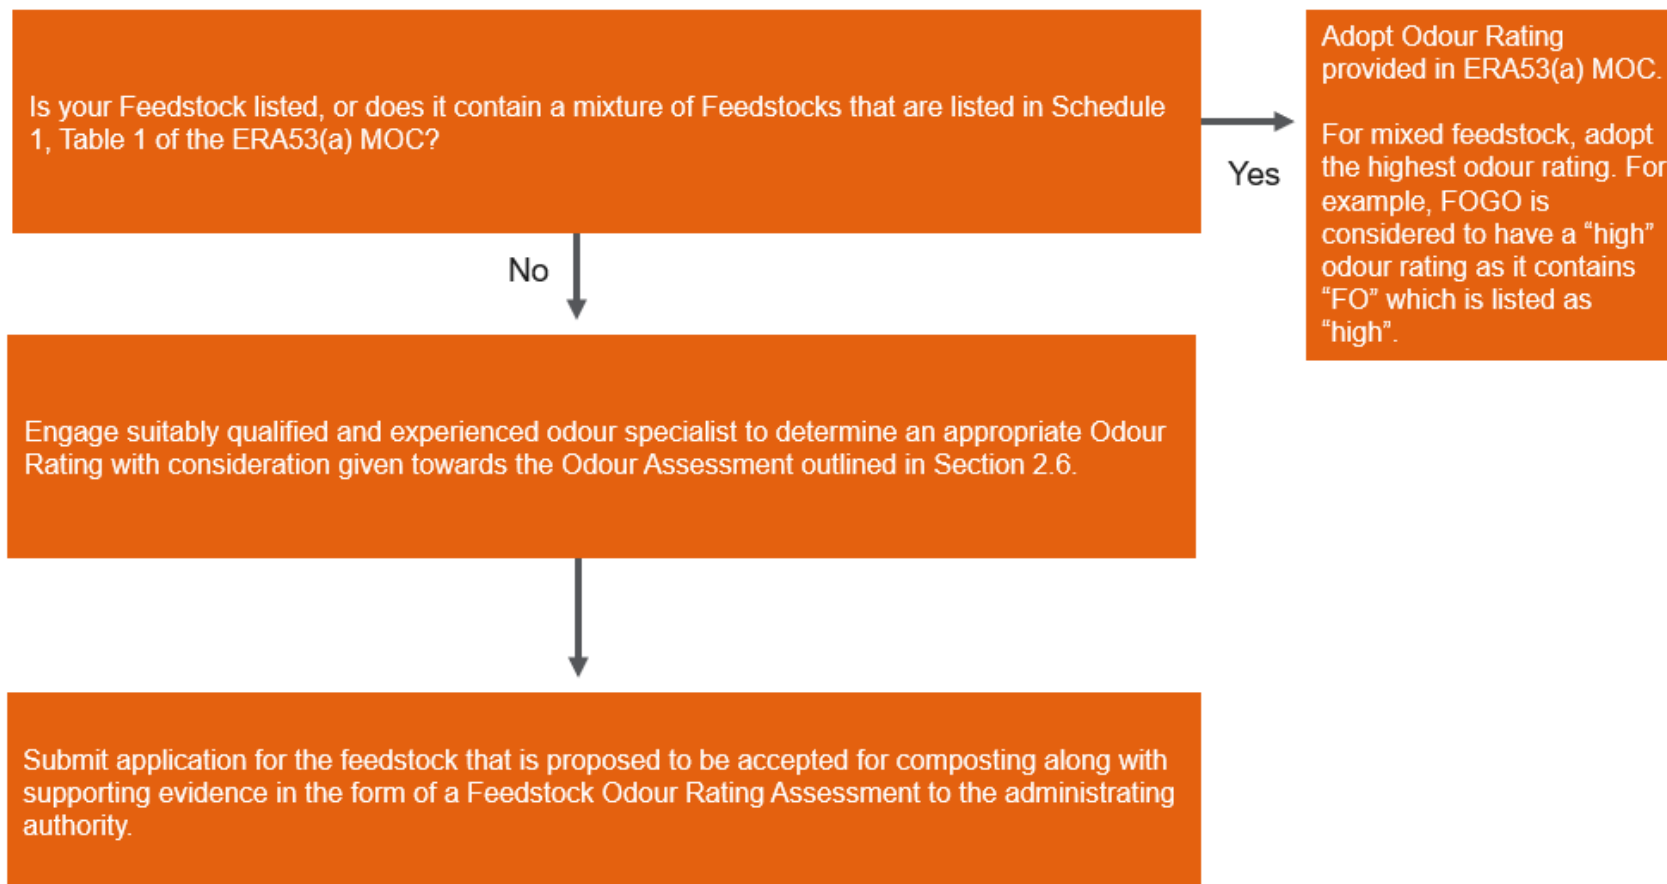 Is your Feedstock listed, or does it contain a mixture of Feedstocks that are listed in Schedule
1, Table 1 of the ERA53(a) MOC?
Yes
Adopt Odour Rating
provided in ERA53(a) MOC.
For mixed feedstock, adopt
the highest odour rating. For
example, FOGO is
considered to have a “high”
odour rating as it contains
“FO” which is listed as
“high”.
No
Engage suitably qualified and experienced odour specialist to determine an appropriate Odour
Rating with consideration given towards the Odour Assessment outlined in Section 2.6.
Submit application for the feedstock that is proposed to be accepted for composting along with
supporting evidence in the form of a Feedstock Odour Rating Assessment to the administrating
authority.